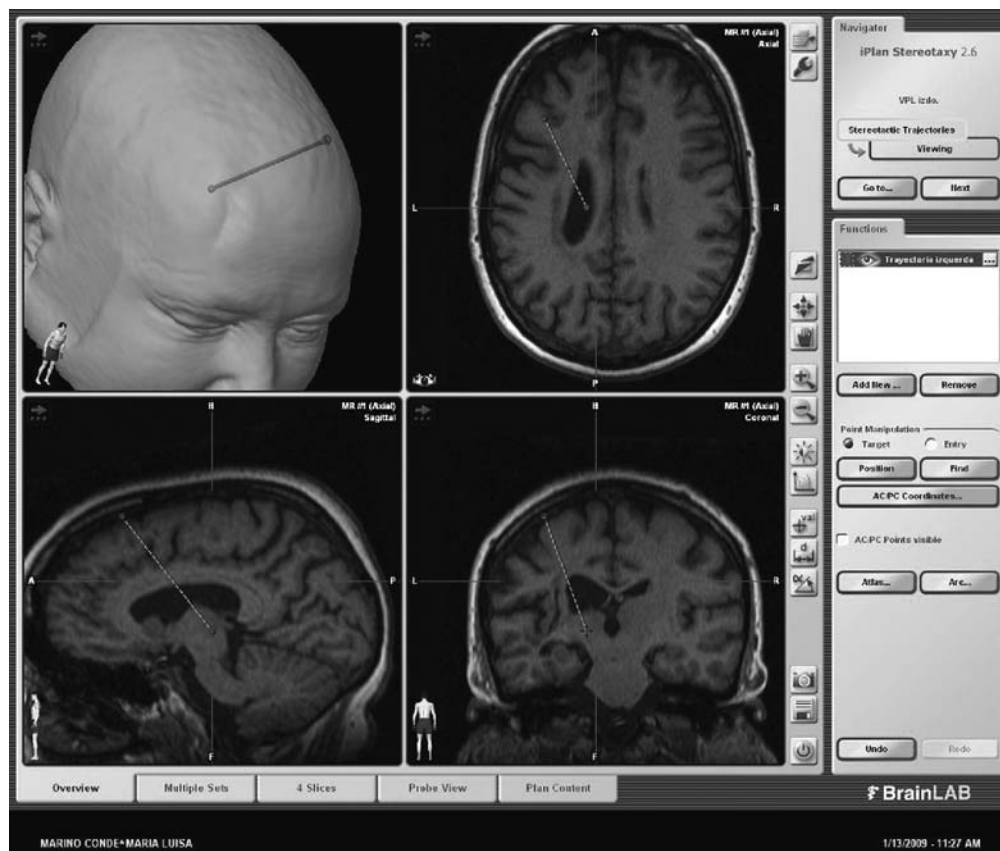 MR #1 (Axial)
Axial
A
L
R
P
MR #1 (Axial)
Sagittal
H
A
P
F
MR #1 (Axial)
Coronal
H
L
R
F
val
d
Navigator
iPlan Stereotaxy 2.6
VPL izdo.
Stereotactic Trajectories
Viewing
Go to...
Next
Functions
Trayectoria izquierda ...
Add New ...
Remove
Point Manipulation
Target
Entry
Position
Find
AC/PC Coordinates...
AC/PC Points visible
Atlas...
Arc...
Undo
Redo
Overview
Multiple Sets
4 Slices
Probe View
Plan Content
BrainLAB
MARINO CONDE^MARIA LUISA
1/13/2009 - 11:27 AM